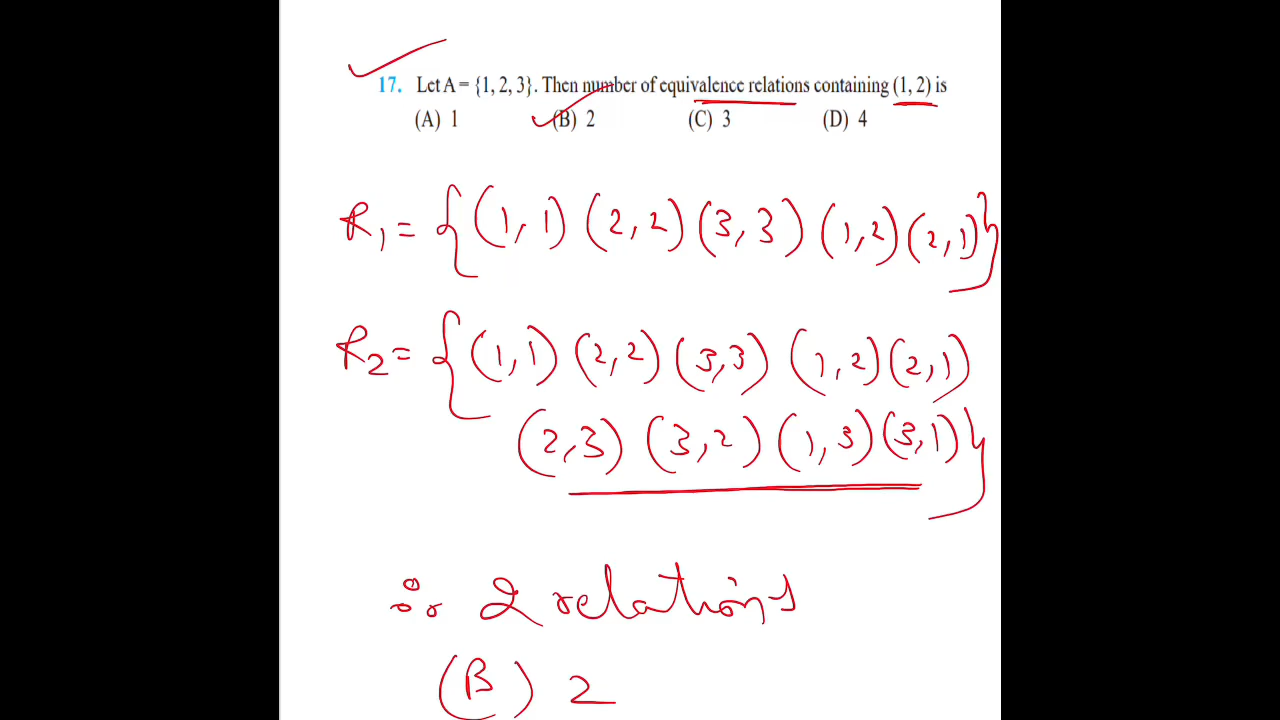 17. Let A = {1, 2, 3}. Then number of equivalence relations containing (1, 2) is
(A) 1 (B) 2 (C) 3 (D) 4
R1 = {(1,1) (2,2) (3,3) (1,2) (2,1)}
R2 = {(1,1) (2,2) (3,3) (1,2) (2,1)
(2,3) (3,2) (1,3) (3,1)}
∴ 2 relations
(B) 2